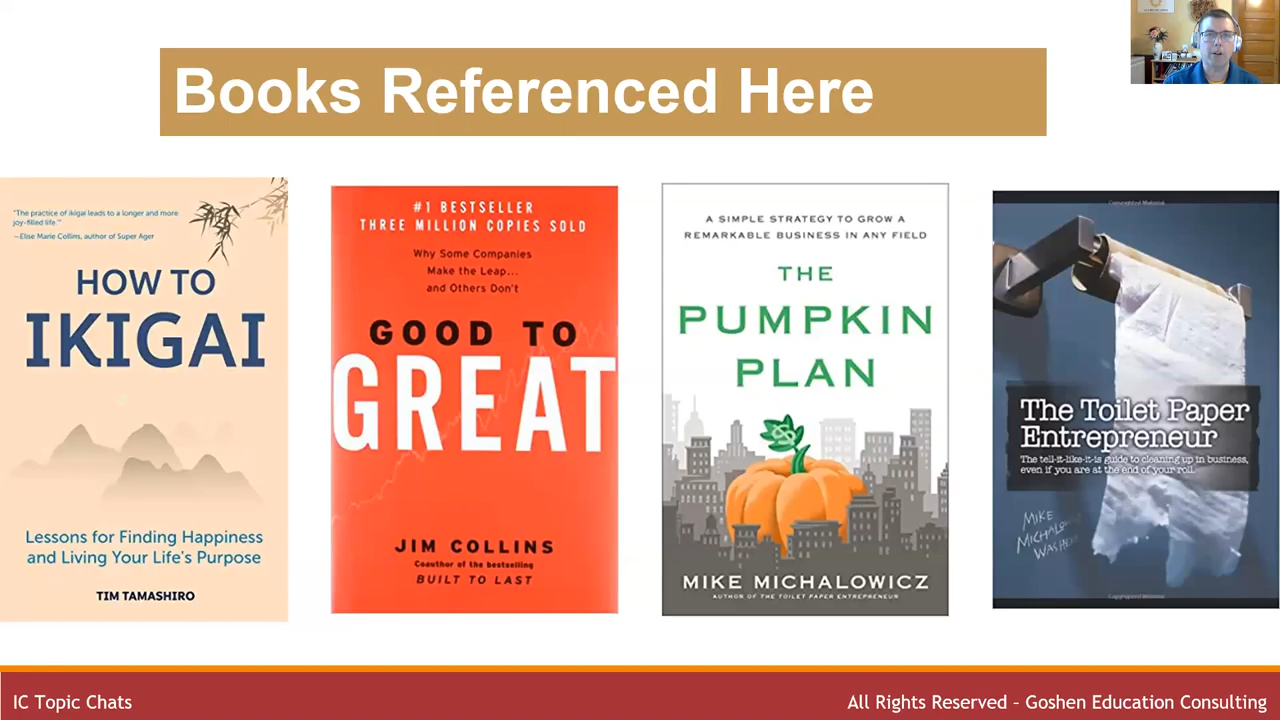 Books Referenced Here
"The practice of ikigai leads to a longer and more
joy-filled life."
—Elise Marie Collins, author of Super Ager
HOW TO
IKIGAI
Lessons for Finding Happiness
and Living Your Life's Purpose
TIM TAMASHIRO
#1 BESTSELLER
THREE MILLION COPIES SOLD
Why Some Companies
Make the Leap...
and Others Don't
GOOD TO
GREAT
JIM COLLINS
Coauthor of the bestselling
BUILT TO LAST
A SIMPLE STRATEGY TO GROW A
REMARKABLE BUSINESS IN ANY FIELD
THE
PUMPKIN
PLAN
MIKE MICHALOWICZ
AUTHOR OF THE TOILET PAPER ENTREPRENEUR
Copyrighted Material
The Toilet Paper
Entrepreneur
The tell-it-like-it-is guide to cleaning up in business,
even if you are at the end of your roll.
MIKE
Copyrighted Material
IC Topic Chats
All Rights Reserved – Goshen Education Consulting